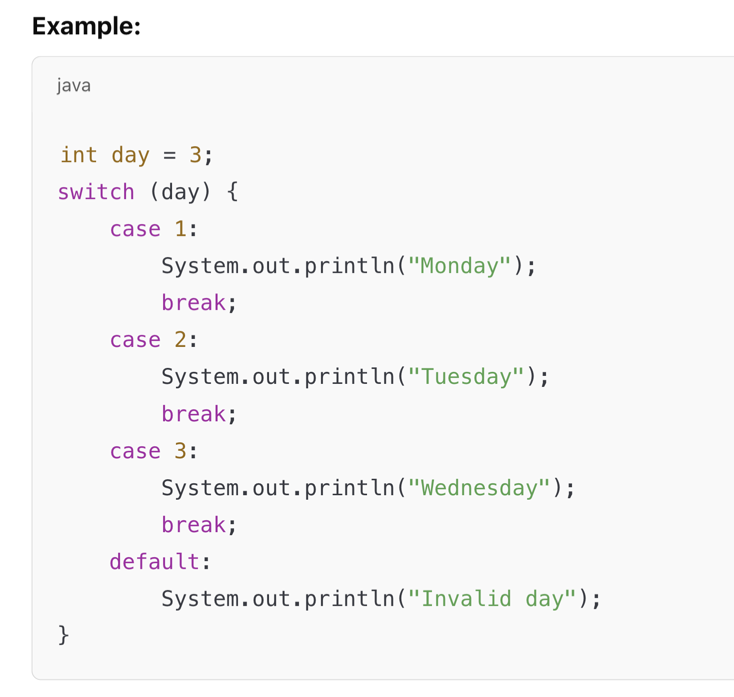 Example:
java
int day = 3;
switch (day) {
    case 1:
        System.out.println("Monday");
        break;
    case 2:
        System.out.println("Tuesday");
        break;
    case 3:
        System.out.println("Wednesday");
        break;
    default:
        System.out.println("Invalid day");
}